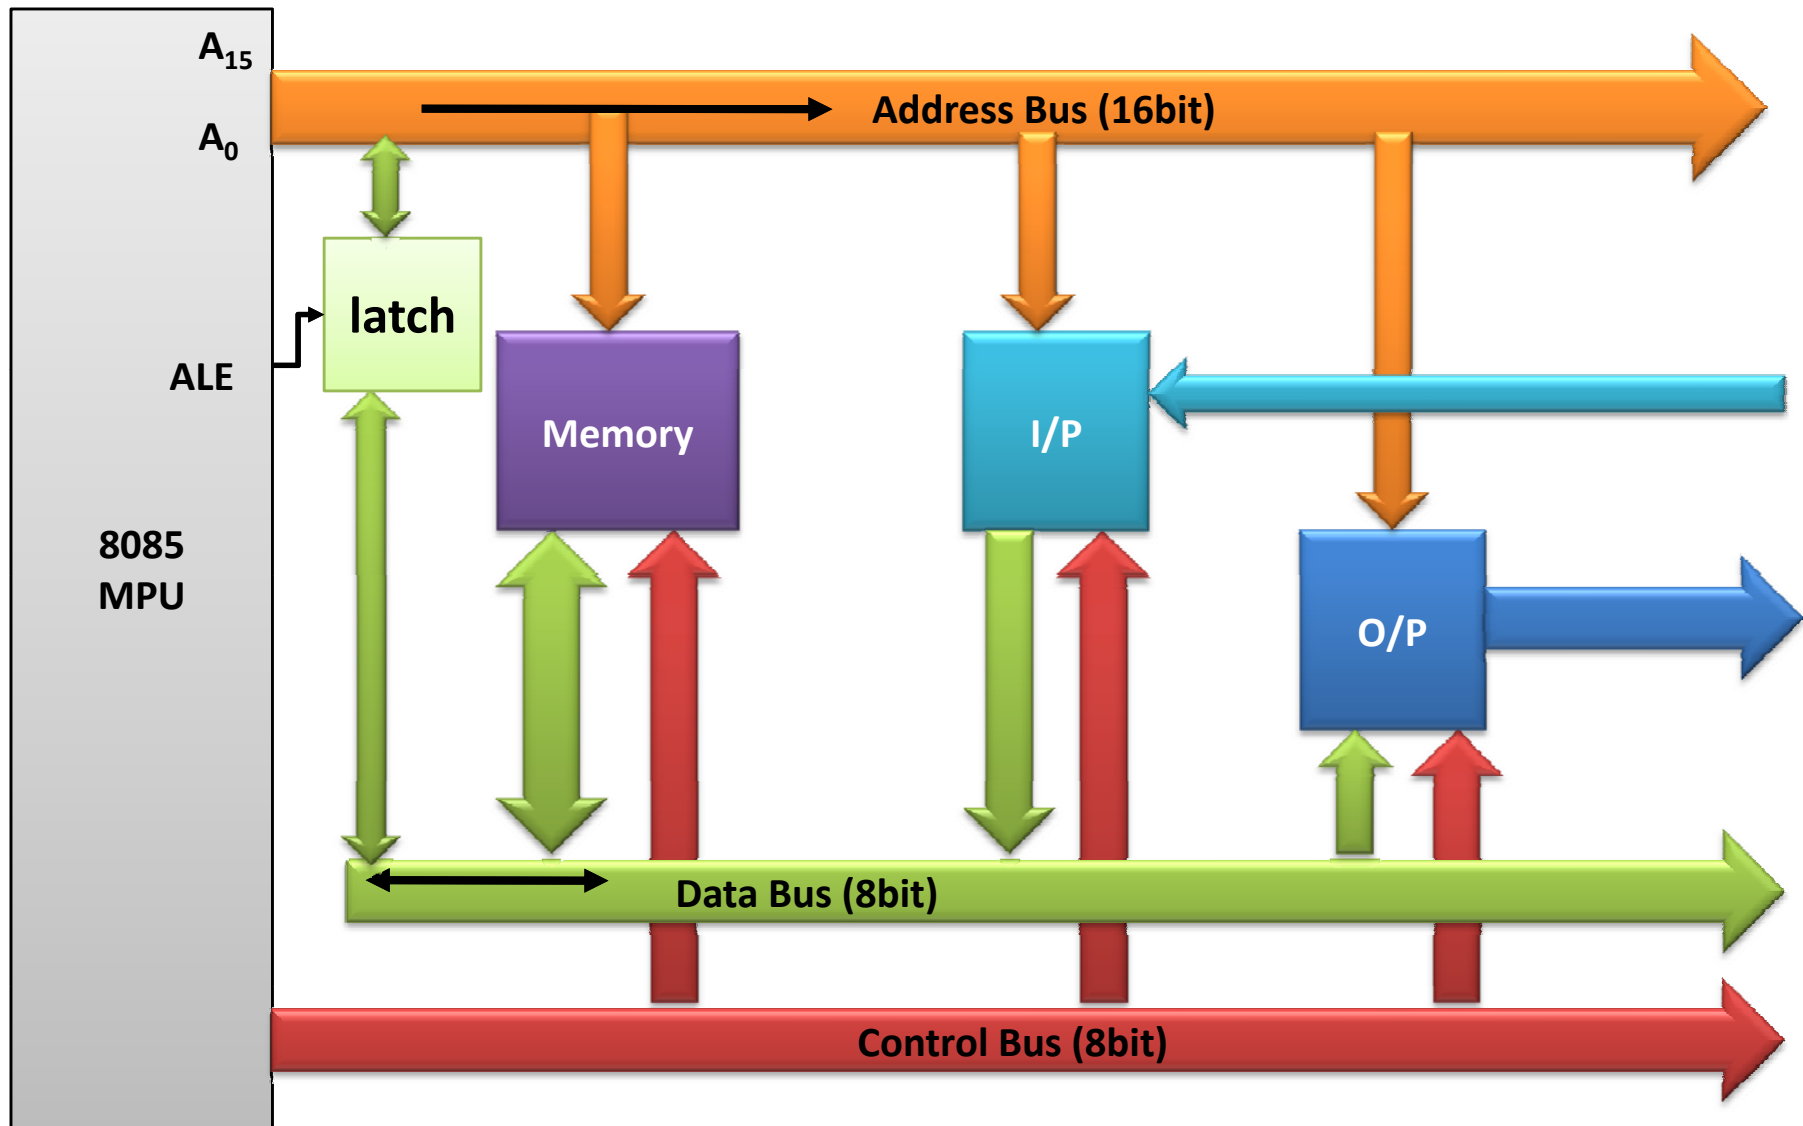 A15
Address Bus (16bit)
A0
latch
ALE
Memory
I/P
8085
MPU
O/P
Data Bus (8bit)
Control Bus (8bit)